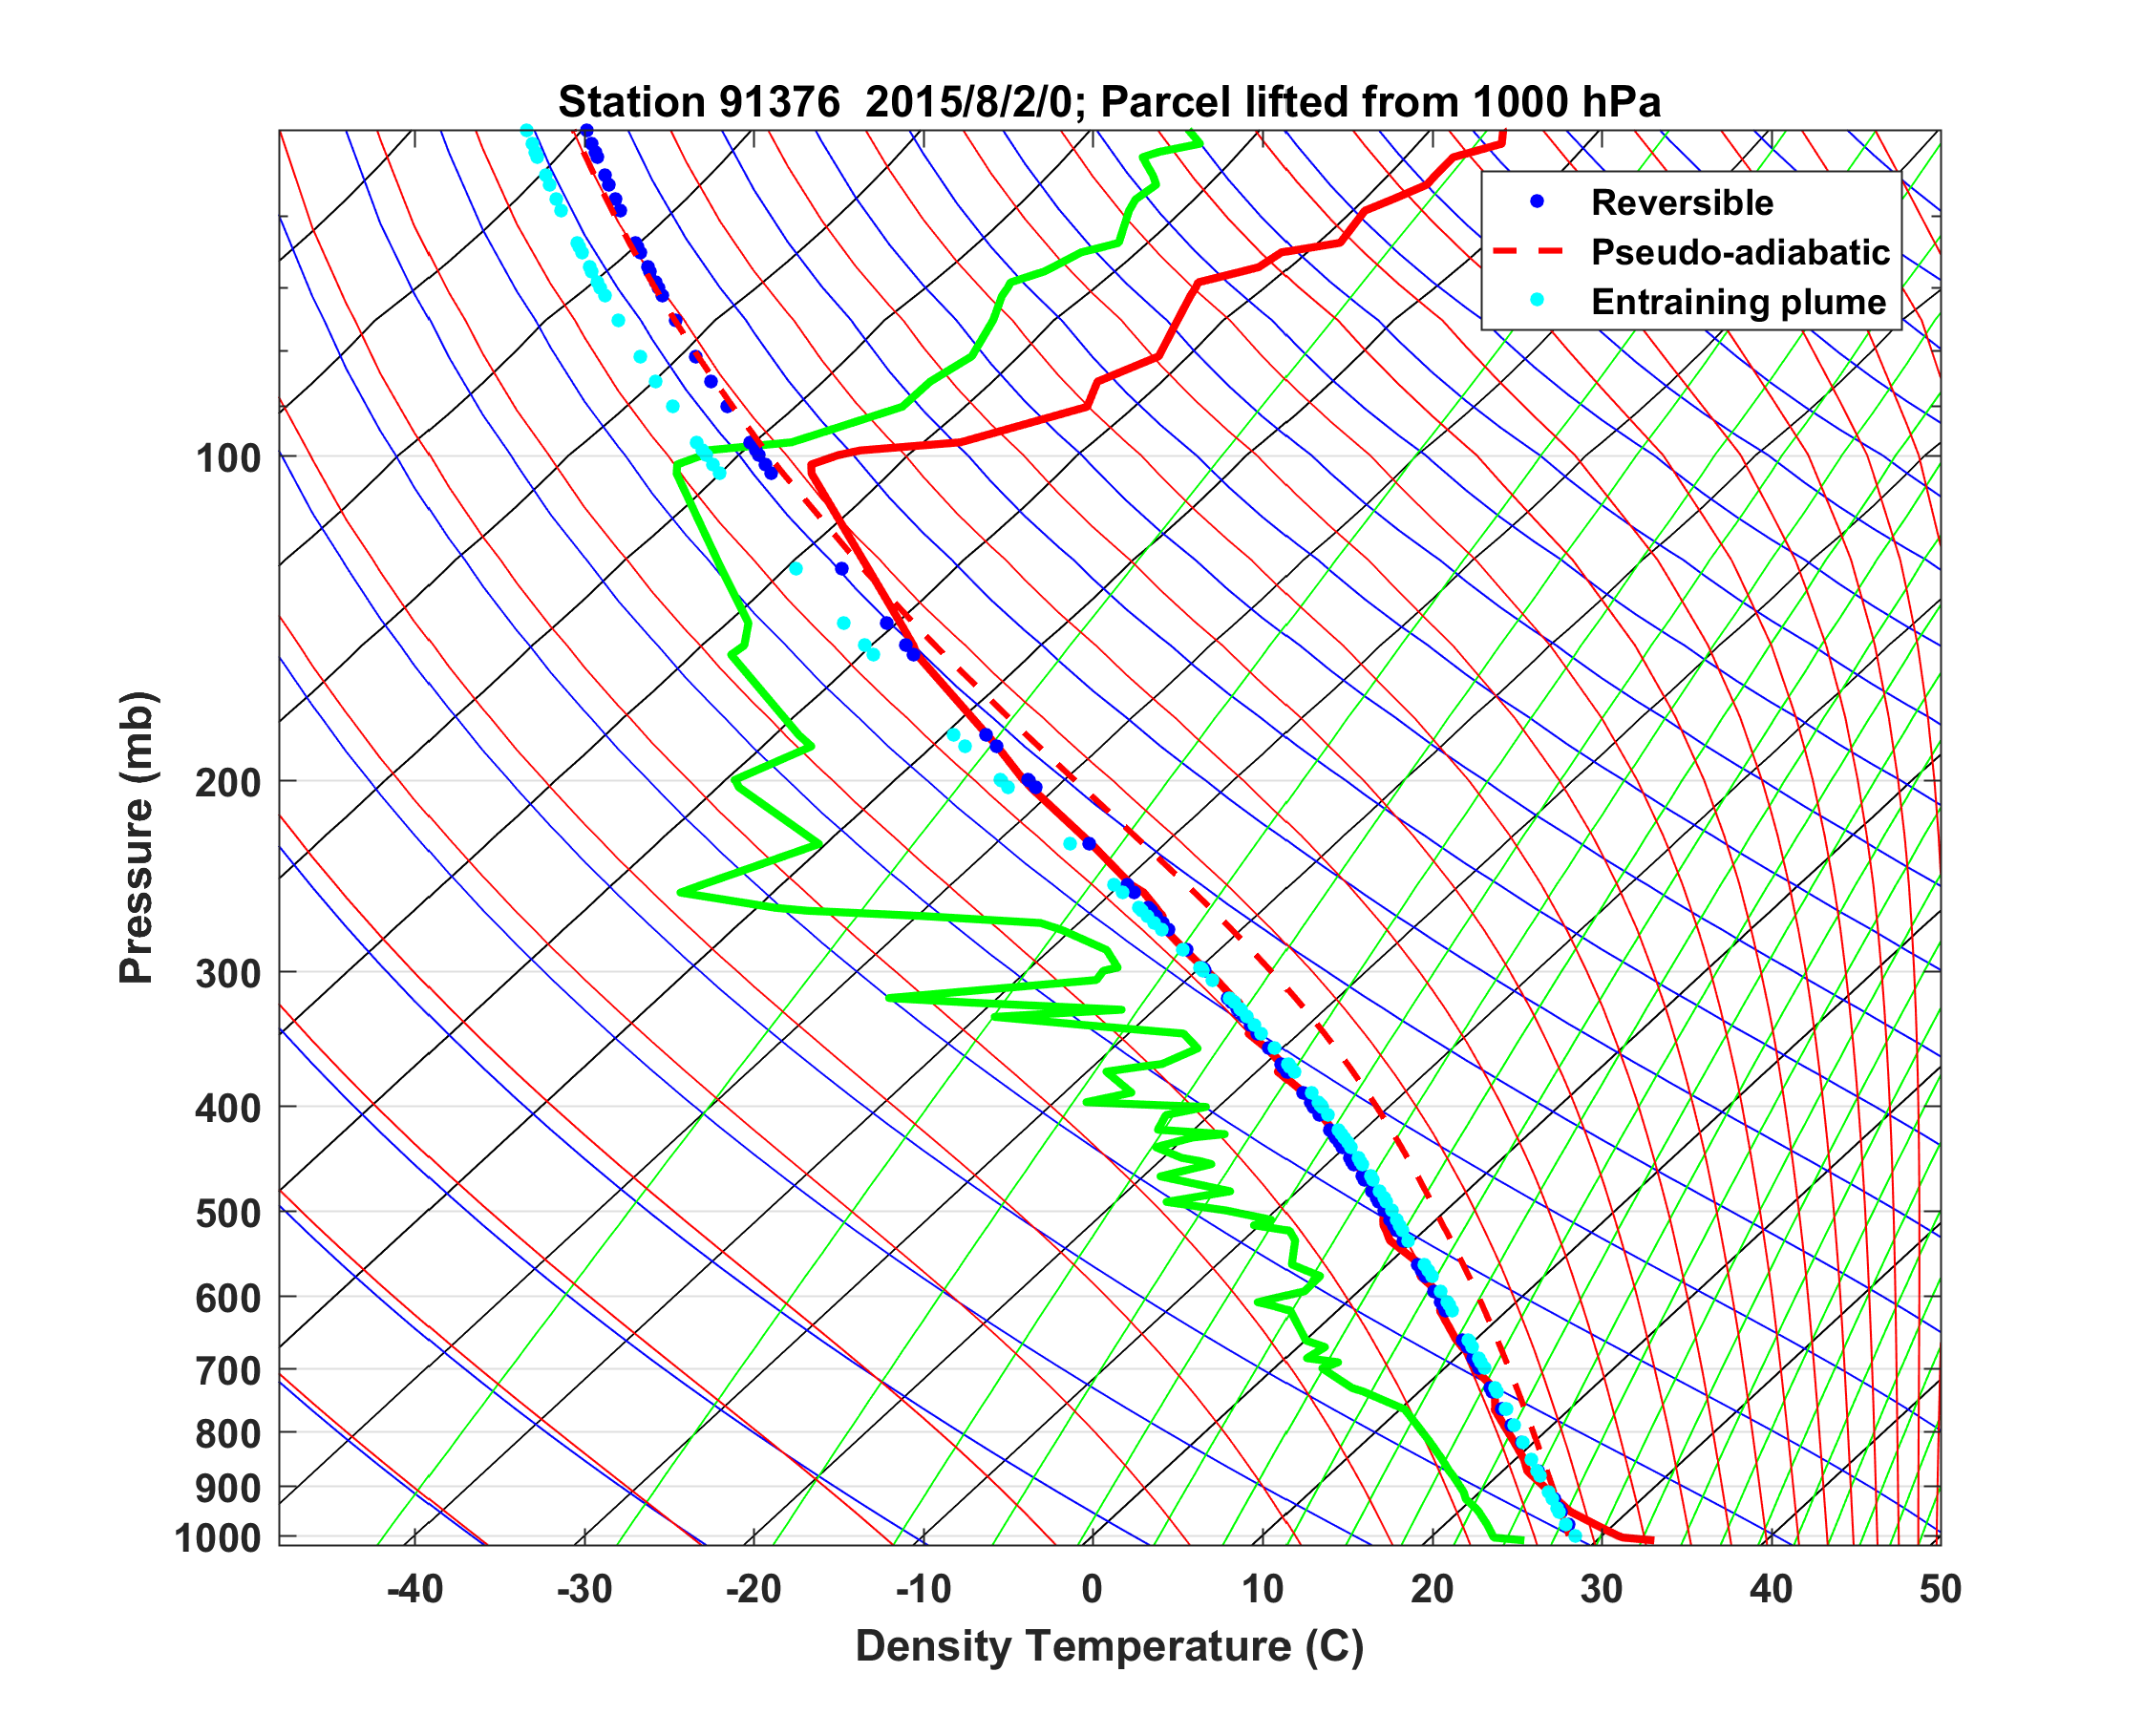 Station 91376  2015/8/2/0; Parcel lifted from 1000 hPa
Reversible
Pseudo-adiabatic
Entraining plume
Pressure (mb)
100
200
300
400
500
600
700
800
900
1000
-40 -30 -20 -10 0 10 20 30 40 50
Density Temperature (C)